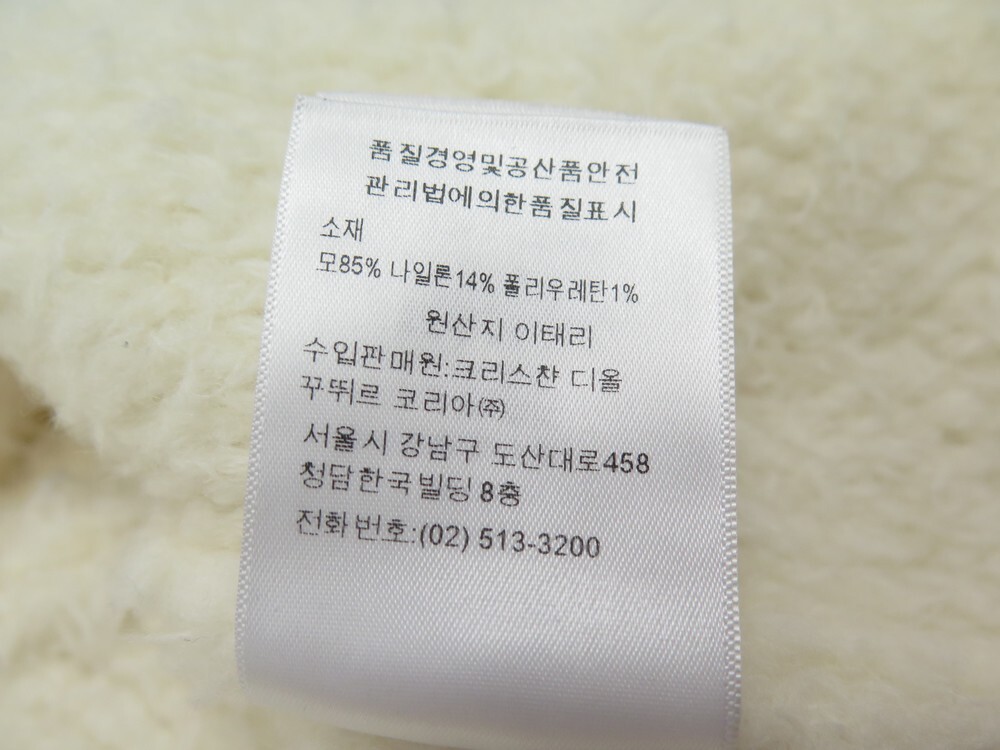 품질경영및공산품안전
관리법에의한품질표시
소재
모85% 나일론14% 폴리우레탄1%
원산지 이태리
수입판매원:크리스챤 디올
꾸뛰르 코리아㈜
서울시 강남구 도산대로458
청담한국빌딩 8층
전화번호:(02) 513-3200